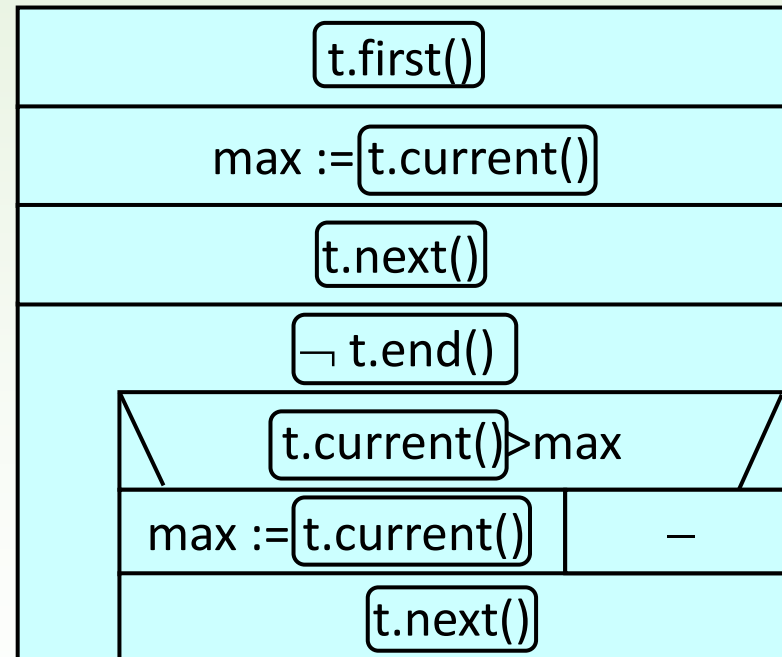 t.first()
max := t.current()
t.next()
¬ t.end()
t.current()>max
max := t.current() –
t.next()